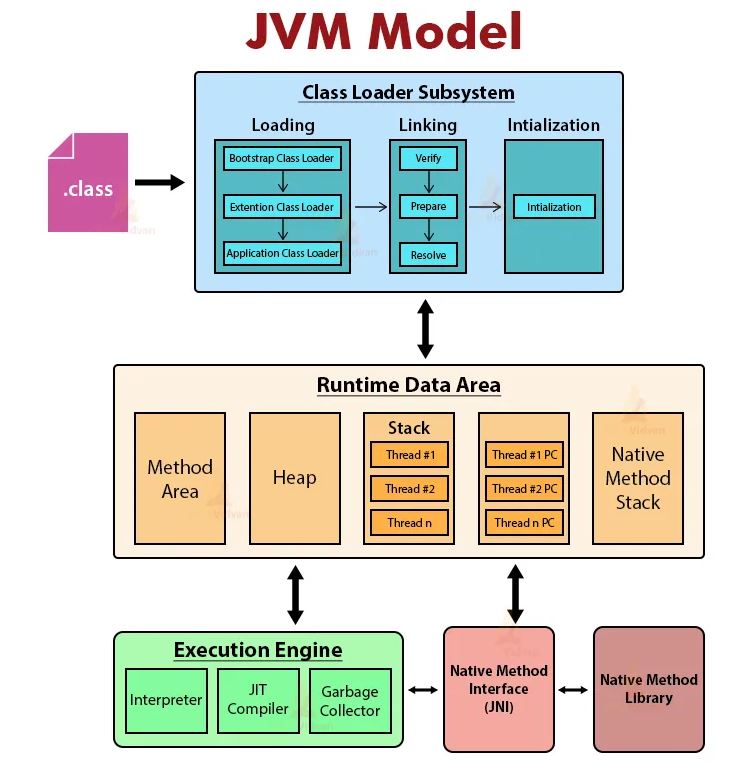 JVM Model
Class Loader Subsystem
Loading
Linking
Intialization
.class
Bootstrap Class Loader
Extention Class Loader
Application Class Loader
Verify
Prepare
Resolve
Intialization
Runtime Data Area
Method
Area
Heap
Stack
Thread #1
Thread #2
Thread n
Thread #1 PC
Thread #2 PC
Thread n PC
Native
Method
Stack
Execution Engine
Interpreter
JIT
Compiler
Garbage
Collector
Native Method
Interface
(JNI)
Native Method
Library
Vidvan